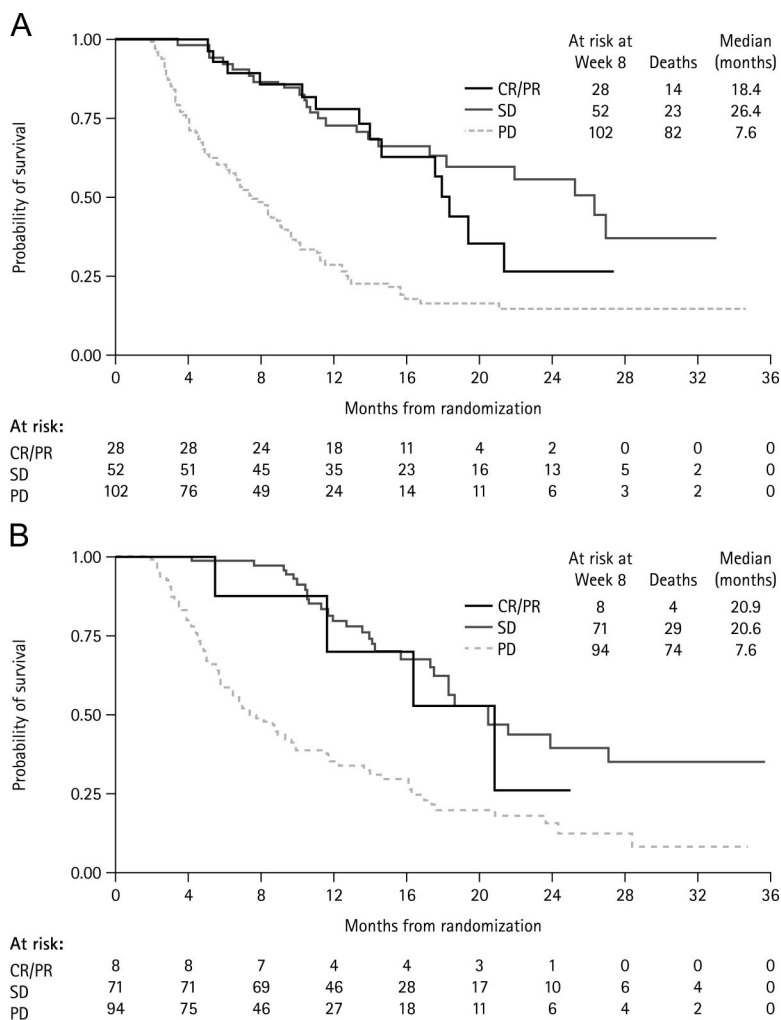 A
At risk at Week 8 Deaths Median (months)
CR/PR 28 14 18.4
SD 52 23 26.4
PD 102 82 7.6
Probability of survival
1.00
0.75
0.50
0.25
0.00
0 4 8 12 16 20 24 28 32 36
Months from randomization
At risk:
CR/PR 28 28 24 18 11 4 2 0 0 0
SD 52 51 45 35 23 16 13 5 2 0
PD 102 76 49 24 14 11 6 3 2 0
B
At risk at Week 8 Deaths Median (months)
CR/PR 8 4 20.9
SD 71 29 20.6
PD 94 74 7.6
Probability of survival
1.00
0.75
0.50
0.25
0.00
0 4 8 12 16 20 24 28 32 36
Months from randomization
At risk:
CR/PR 8 8 7 4 4 3 1 0 0 0
SD 71 71 69 46 28 17 10 6 4 0
PD 94 75 46 27 18 11 6 4 2 0